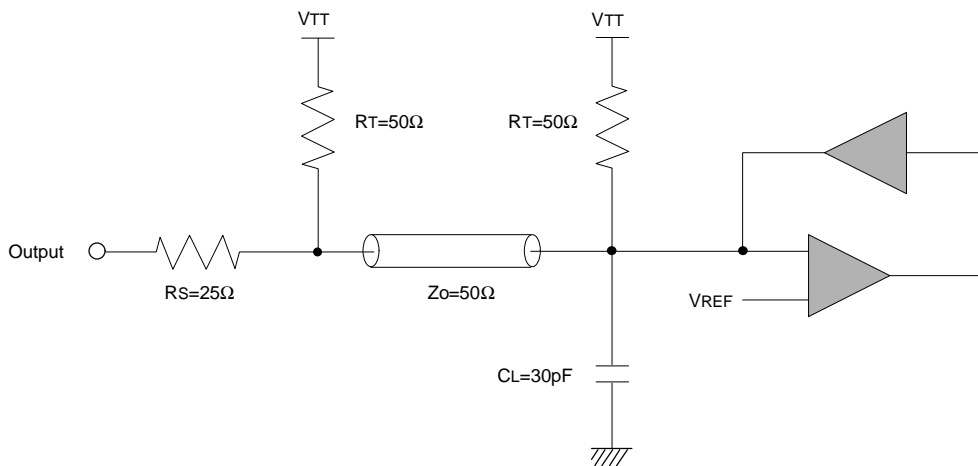 VTT
VTT
RT=50Ω
RT=50Ω
Output
RS=25Ω
Zo=50Ω
VREF
CL=30pF